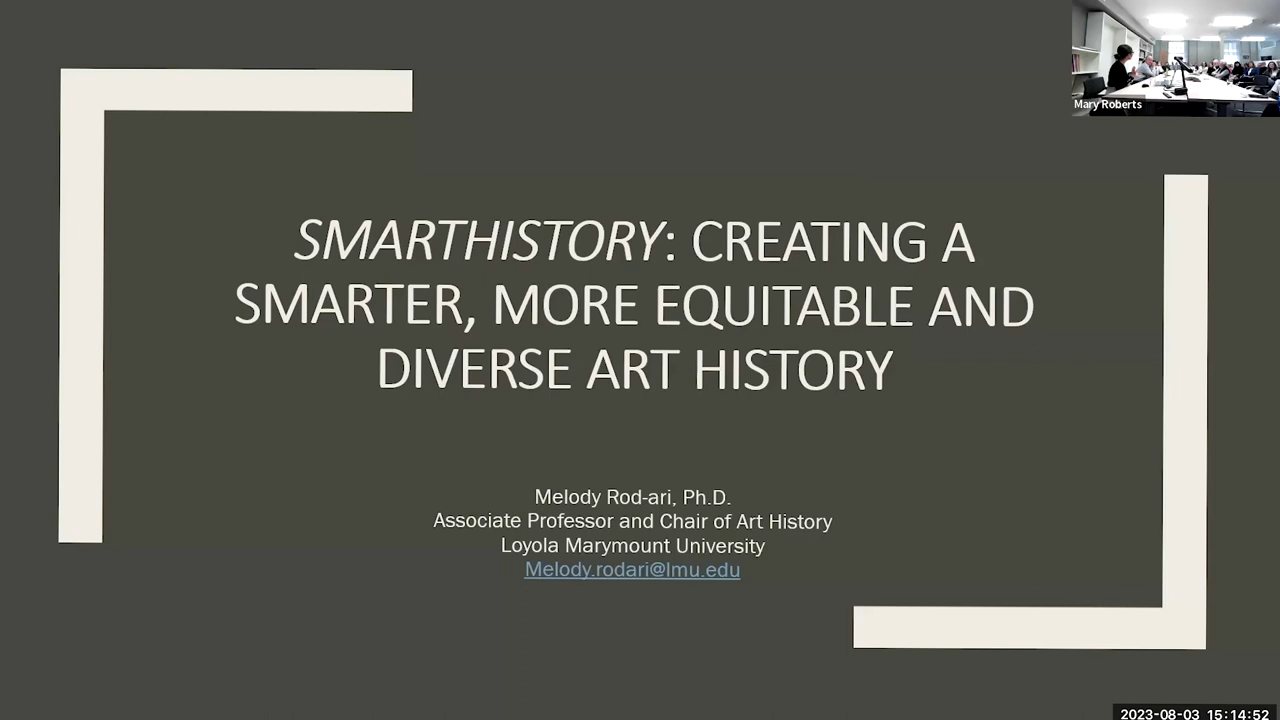 Mary Roberts
SMARTHISTORY: CREATING A
SMARTER, MORE EQUITABLE AND
DIVERSE ART HISTORY
Melody Rod-ari, Ph.D.
Associate Professor and Chair of Art History
Loyola Marymount University
Melody.rodari@lmu.edu
2023-08-03 15:14:52